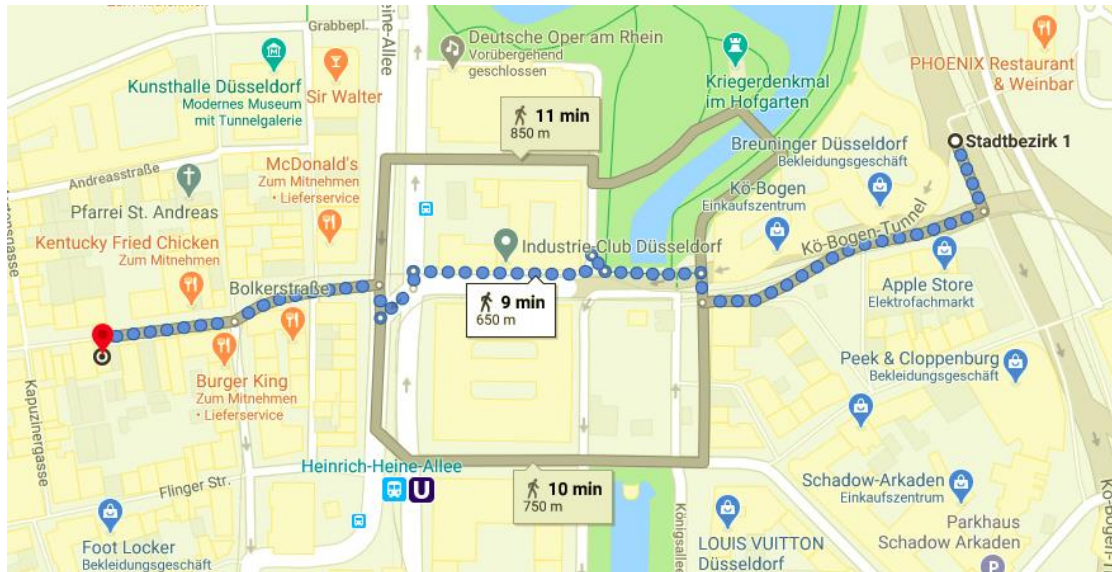 Grabbepl.
Heine-Allee
Deutsche Oper am Rhein
Vorübergehend
geschlossen
Kriegerdenkmal
im Hofgarten
PHOENIX Restaurant
& Weinbar
Kunsthalle Düsseldorf
Modernes Museum
mit Tunnelgalerie
Sir Walter
11 min
850 m
Breuninger Düsseldorf
Bekleidungsgeschäft
Stadtbezirk 1
Andreasstraße
McDonald's
Zum Mitnehmen
• Lieferservice
Kö-Bogen
Einkaufszentrum
Pfarrei St. Andreas
Kö-Bogen-Tunnel
Kentucky Fried Chicken
Zum Mitnehmen
Industrie-Club Düsseldorf
Bolkerstraße
Apple Store
Elektrofachmarkt
9 min
650 m
Peek & Cloppenburg
Bekleidungsgeschäft
Burger King
Zum Mitnehmen
• Lieferservice
Kapuzinergasse
Heinrich-Heine-Allee
U
10 min
750 m
Flinger Str.
Schadow-Arkaden
Einkaufszentrum
Königsallee
Foot Locker
Bekleidungsgeschäft
LOUIS VUITTON
Düsseldorf
Parkhaus
Schadow Arkaden
P